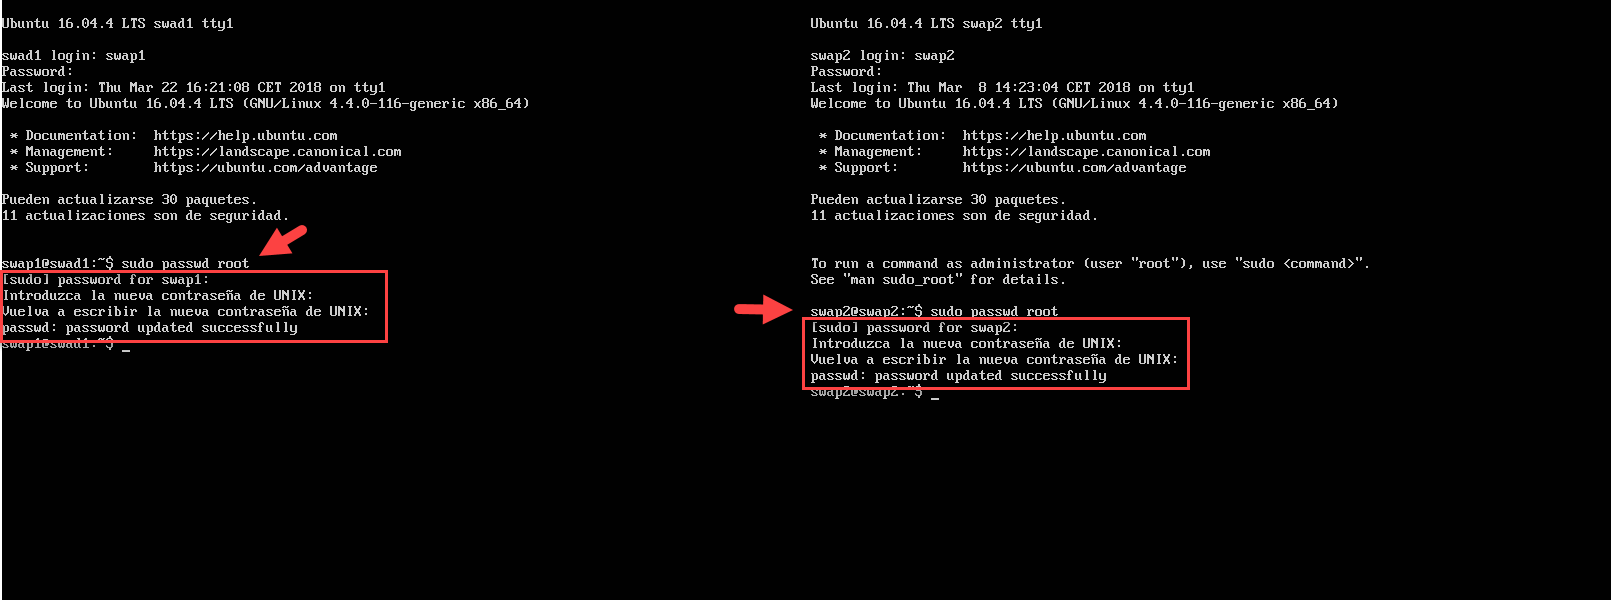 Ubuntu 16.04.4 LTS swad1 tty1
swad1 login: swap1
Password:
Last login: Thu Mar 22 16:21:08 CET 2018 on tty1
Welcome to Ubuntu 16.04.4 LTS (GNU/Linux 4.4.0-116-generic x86_64)
* Documentation:  https://help.ubuntu.com
* Management:     https://landscape.canonical.com
* Support:        https://ubuntu.com/advantage
Pueden actualizarse 30 paquetes.
11 actualizaciones son de seguridad.
swap1@swad1:~$ sudo passwd root
[sudo] password for swap1:
Introduzca la nueva contraseña de UNIX:
Vuelva a escribir la nueva contraseña de UNIX:
passwd: password updated successfully
swap1@swad1:~$ _
Ubuntu 16.04.4 LTS swap2 tty1
swap2 login: swap2
Password:
Last login: Thu Mar  8 14:23:04 CET 2018 on tty1
Welcome to Ubuntu 16.04.4 LTS (GNU/Linux 4.4.0-116-generic x86_64)
* Documentation:  https://help.ubuntu.com
* Management:     https://landscape.canonical.com
* Support:        https://ubuntu.com/advantage
Pueden actualizarse 30 paquetes.
11 actualizaciones son de seguridad.
To run a command as administrator (user "root"), use "sudo <command>".
See "man sudo_root" for details.
swap2@swap2:~$ sudo passwd root
[sudo] password for swap2:
Introduzca la nueva contraseña de UNIX:
Vuelva a escribir la nueva contraseña de UNIX:
passwd: password updated successfully
swap2@swap2:~$ _